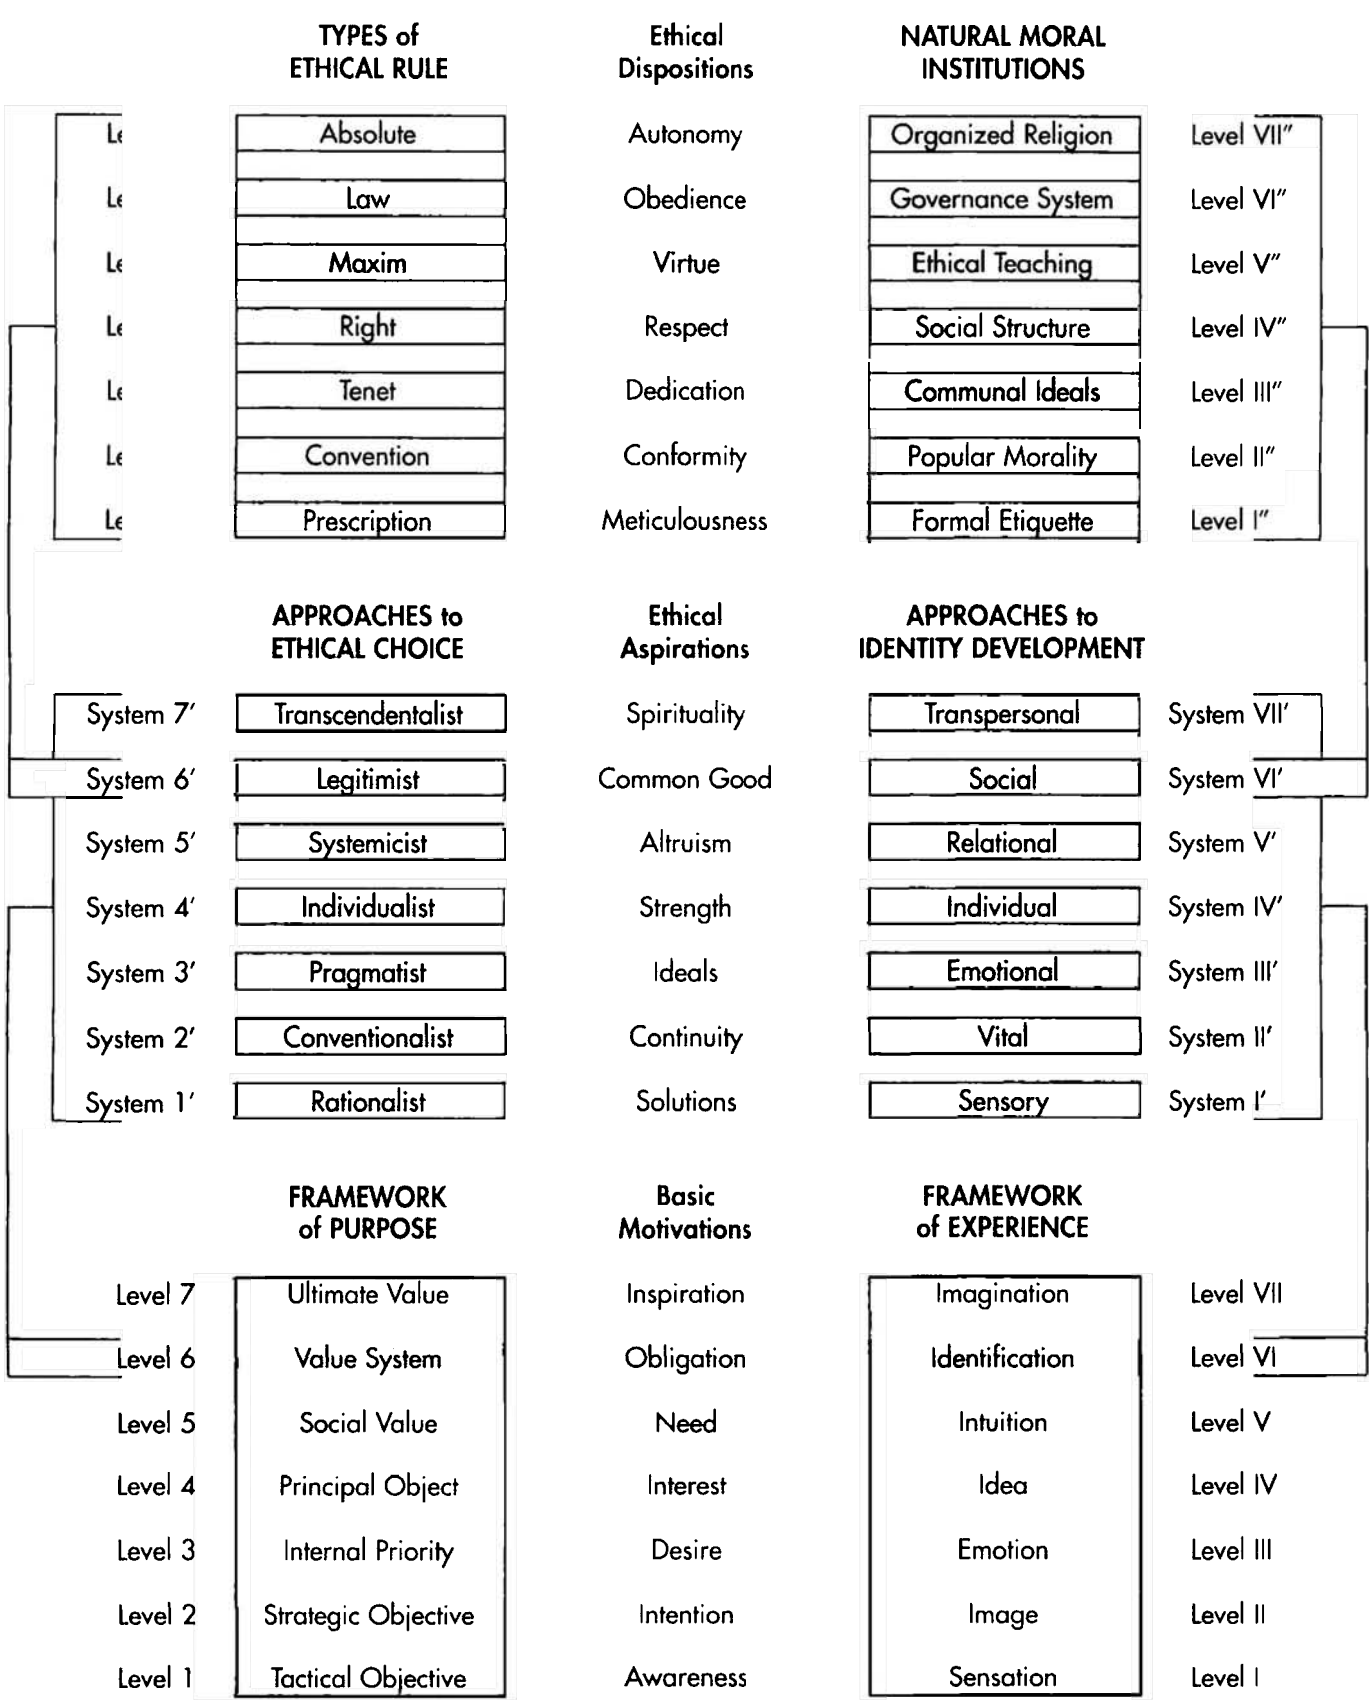 TYPES of Ethical NATURAL MORAL
ETHICAL RULE Dispositions INSTITUTIONS
Le Absolute Autonomy Organized Religion Level VII″
Le Law Obedience Governance System Level VI″
Le Maxim Virtue Ethical Teaching Level V″
Le Right Respect Social Structure Level IV″
Le Tenet Dedication Communal Ideals Level III″
Le Convention Conformity Popular Morality Level II″
Le Prescription Meticulousness Formal Etiquette Level I″
APPROACHES to Ethical APPROACHES to
ETHICAL CHOICE Aspirations IDENTITY DEVELOPMENT
System 7′ Transcendentalist Spirituality Transpersonal System VII′
System 6′ Legitimist Common Good Social System VI′
System 5′ Systemicist Altruism Relational System V′
System 4′ Individualist Strength Individual System IV′
System 3′ Pragmatist Ideals Emotional System III′
System 2′ Conventionalist Continuity Vital System II′
System 1′ Rationalist Solutions Sensory System I′
FRAMEWORK Basic FRAMEWORK
of PURPOSE Motivations of EXPERIENCE
Level 7 Ultimate Value Inspiration Imagination Level VII
Level 6 Value System Obligation Identification Level VI
Level 5 Social Value Need Intuition Level V
Level 4 Principal Object Interest Idea Level IV
Level 3 Internal Priority Desire Emotion Level III
Level 2 Strategic Objective Intention Image Level II
Level 1 Tactical Objective Awareness Sensation Level I